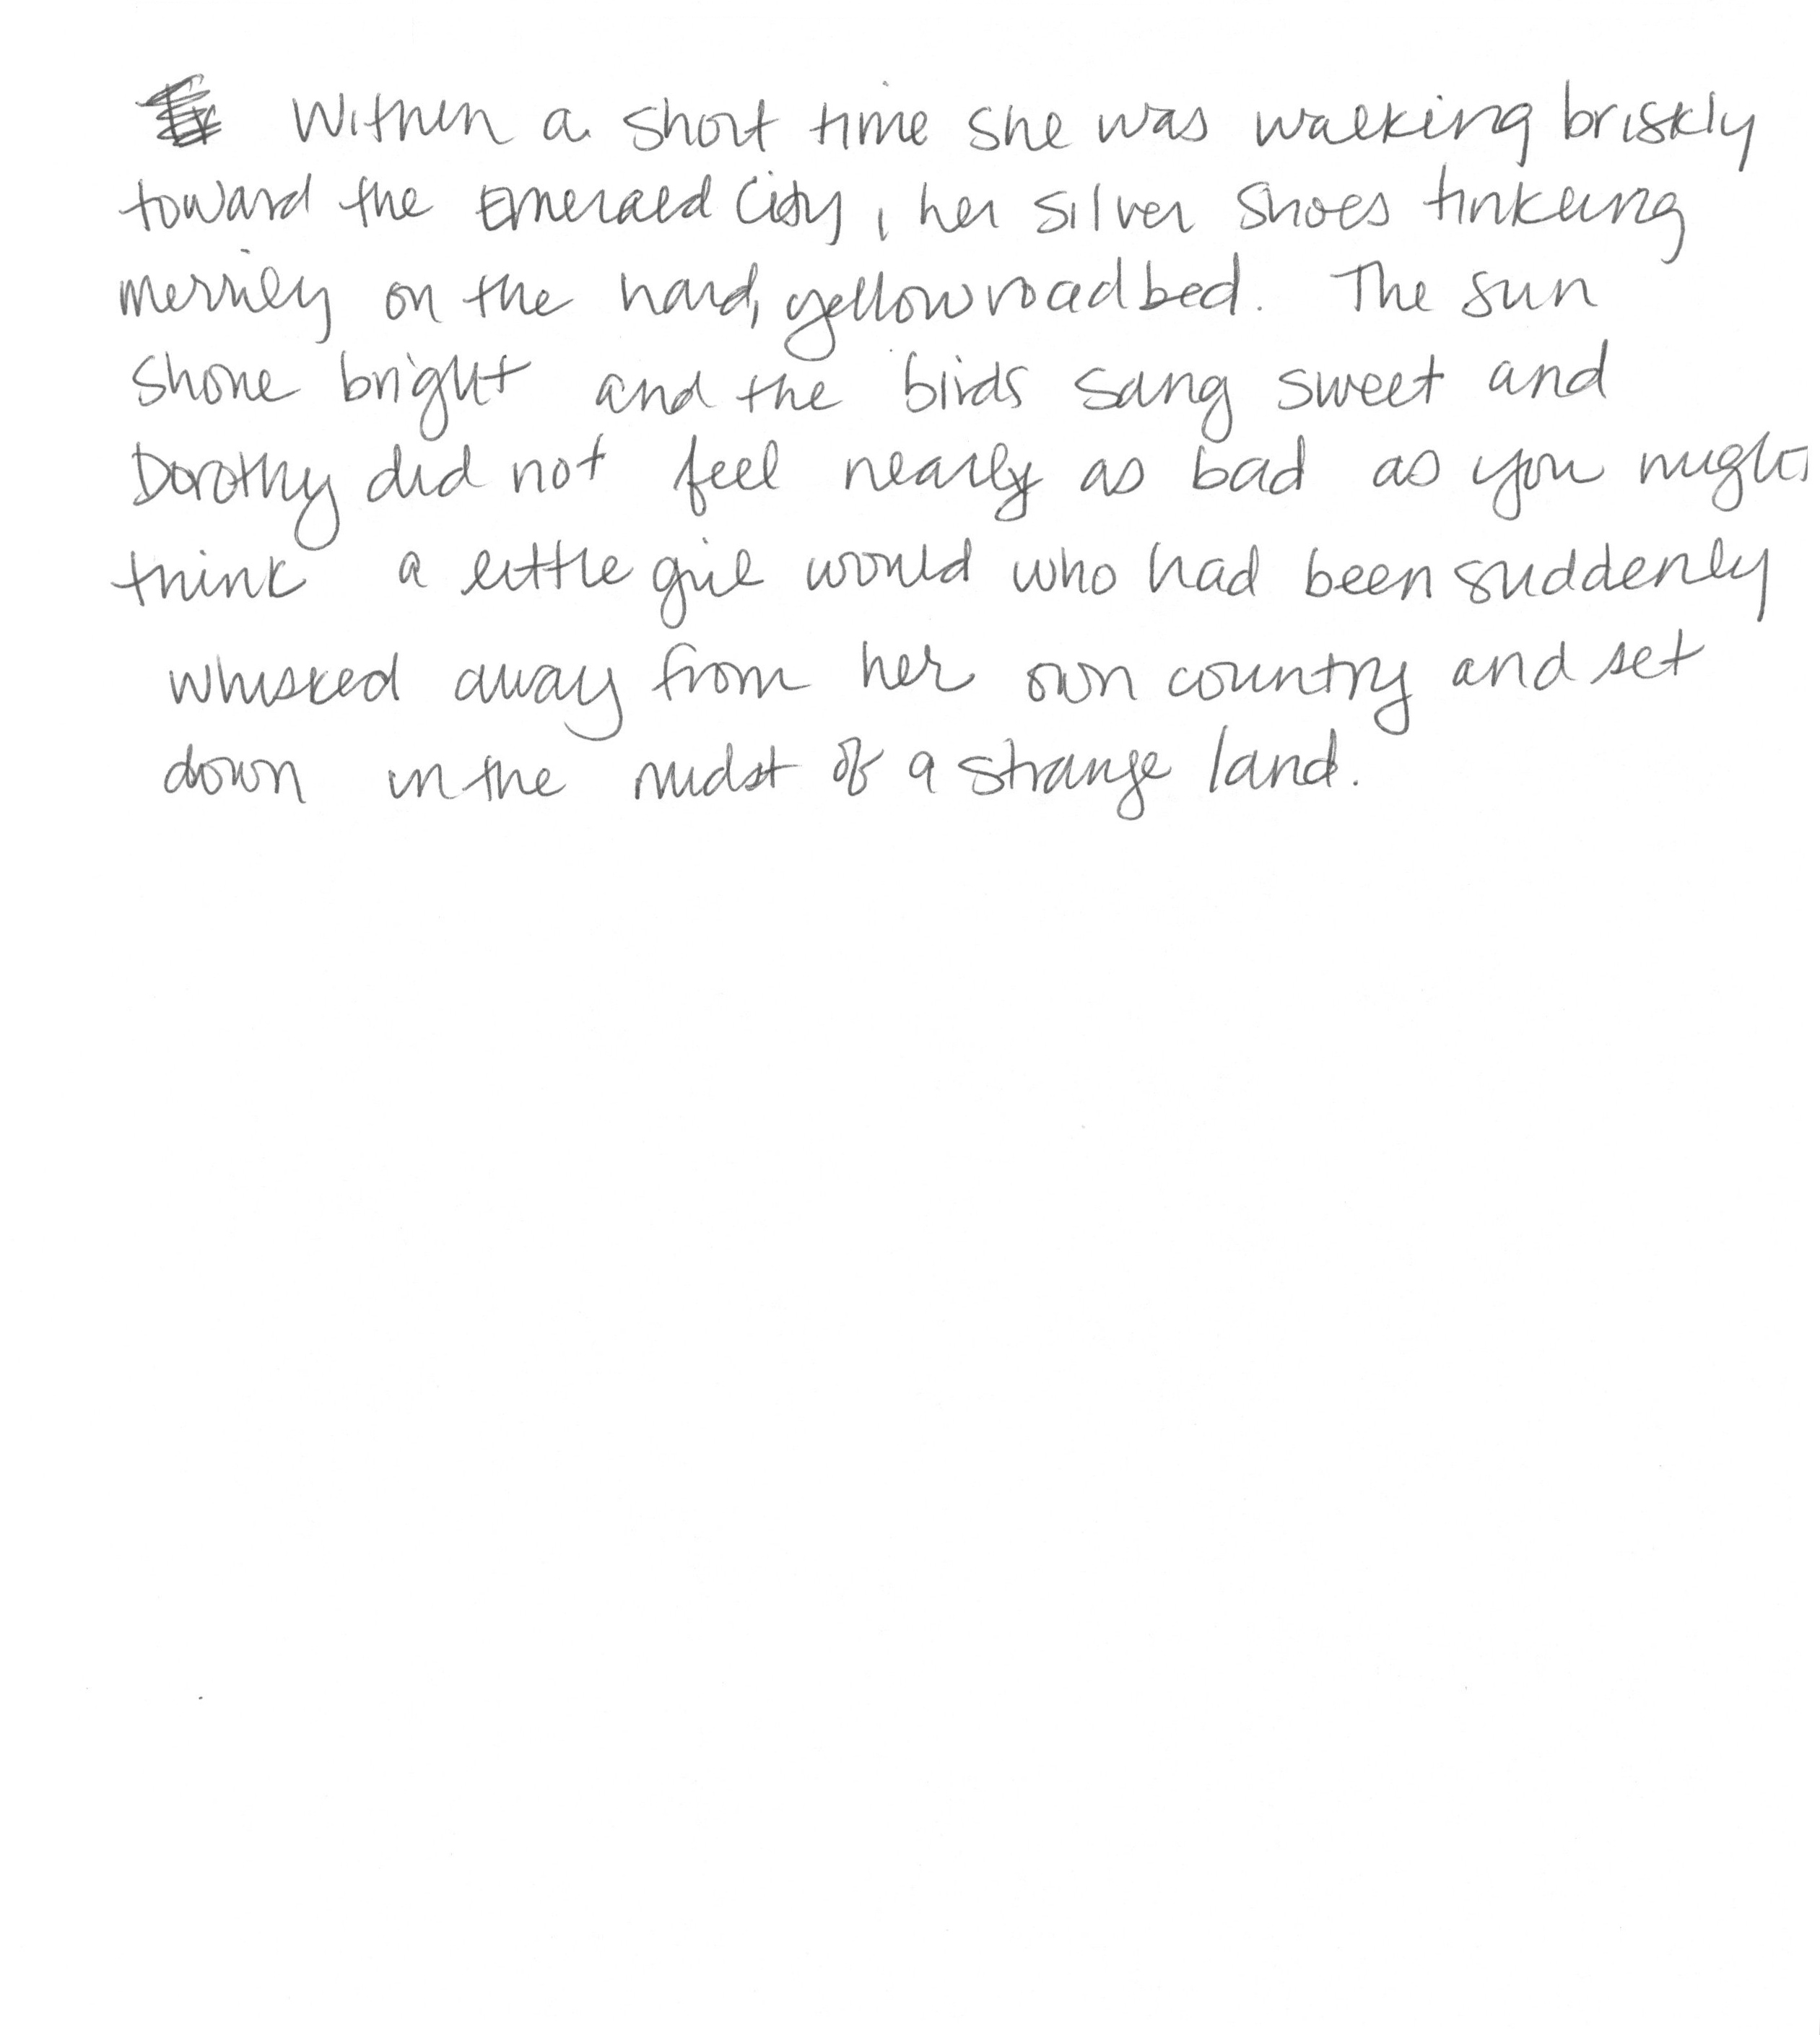 Within a short time she was walking briskly
toward the Emerald City, her silver shoes tinkling
merrily on the hard, yellow roadbed. The sun
shone bright and the birds sang sweet and
Dorothy did not feel nearly as bad as you might
think a little girl would who had been suddenly
whisked away from her own country and set
down in the midst of a strange land.